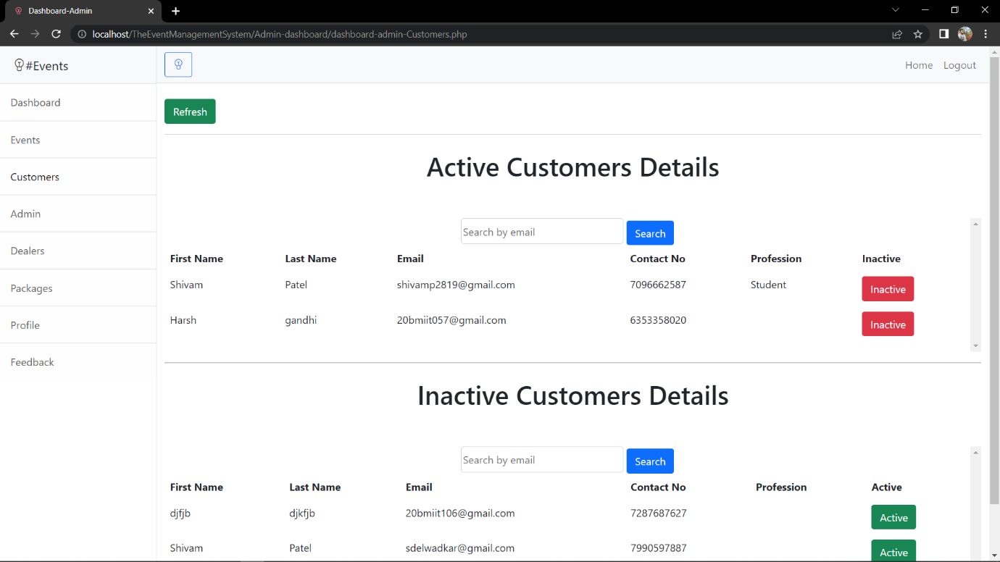 Dashboard-Admin
localhost/TheEventManagementSystem/Admin-dashboard/dashboard-admin-Customers.php
#Events
Home Logout
Dashboard
Events
Customers
Admin
Dealers
Packages
Profile
Feedback
Refresh
Active Customers Details
Search by email Search
First Name Last Name Email Contact No Profession Inactive
Shivam Patel shivamp2819@gmail.com 7096662587 Student Inactive
Harsh gandhi 20bmiit057@gmail.com 6353358020 Inactive
Inactive Customers Details
Search by email Search
First Name Last Name Email Contact No Profession Active
djfjb djkfjb 20bmiit106@gmail.com 7287687627 Active
Shivam Patel sdelwadkar@gmail.com 7990597887 Active